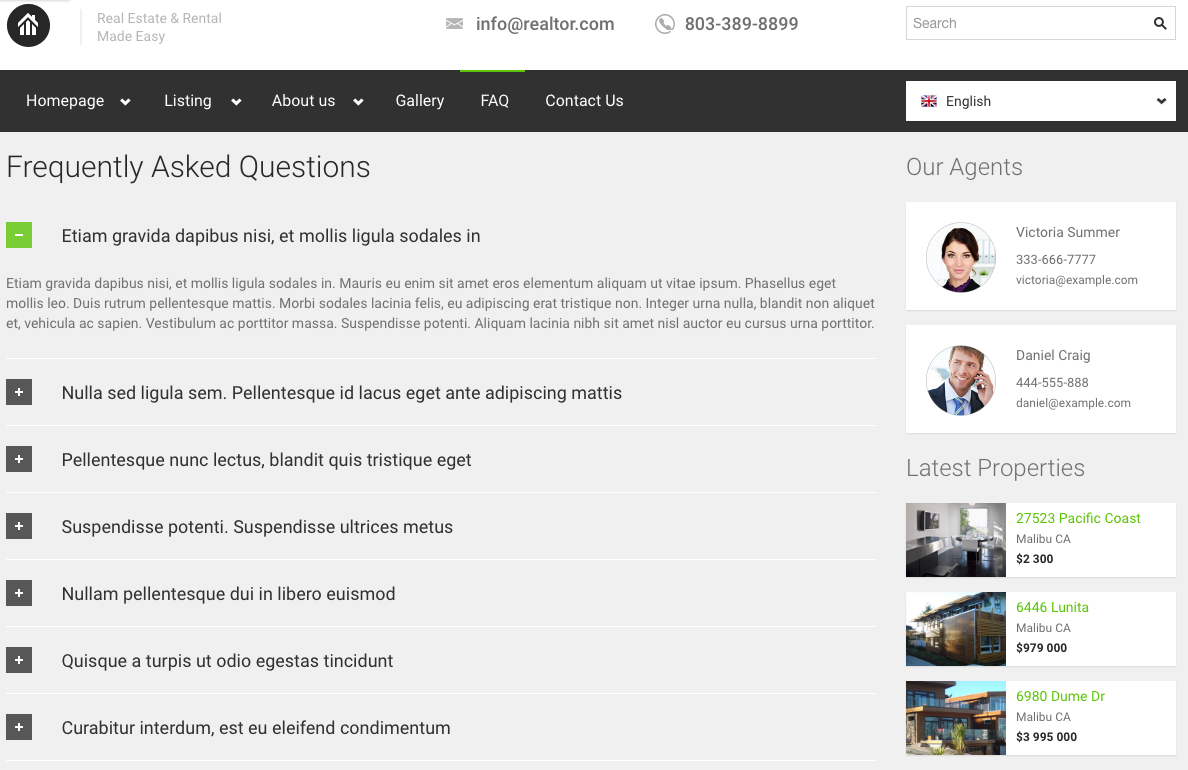 Real Estate & Rental
Made Easy
info@realtor.com
803-389-8899
Search
Homepage
Listing
About us
Gallery
FAQ
Contact Us
English
Frequently Asked Questions
Etiam gravida dapibus nisi, et mollis ligula sodales in
Etiam gravida dapibus nisi, et mollis ligula sodales in. Mauris eu enim sit amet eros elementum aliquam ut vitae ipsum. Phasellus eget
mollis leo. Duis rutrum pellentesque mattis. Morbi sodales lacinia felis, eu adipiscing erat tristique non. Integer urna nulla, blandit non aliquet
et, vehicula ac sapien. Vestibulum ac porttitor massa. Suspendisse potenti. Aliquam lacinia nibh sit amet nisl auctor eu cursus urna porttitor.
Nulla sed ligula sem. Pellentesque id lacus eget ante adipiscing mattis
Pellentesque nunc lectus, blandit quis tristique eget
Suspendisse potenti. Suspendisse ultrices metus
Nullam pellentesque dui in libero euismod
Quisque a turpis ut odio egestas tincidunt
Curabitur interdum, est eu eleifend condimentum
Our Agents
Victoria Summer
333-666-7777
victoria@example.com
Daniel Craig
444-555-888
daniel@example.com
Latest Properties
27523 Pacific Coast
Malibu CA
$2 300
6446 Lunita
Malibu CA
$979 000
6980 Dume Dr
Malibu CA
$3 995 000